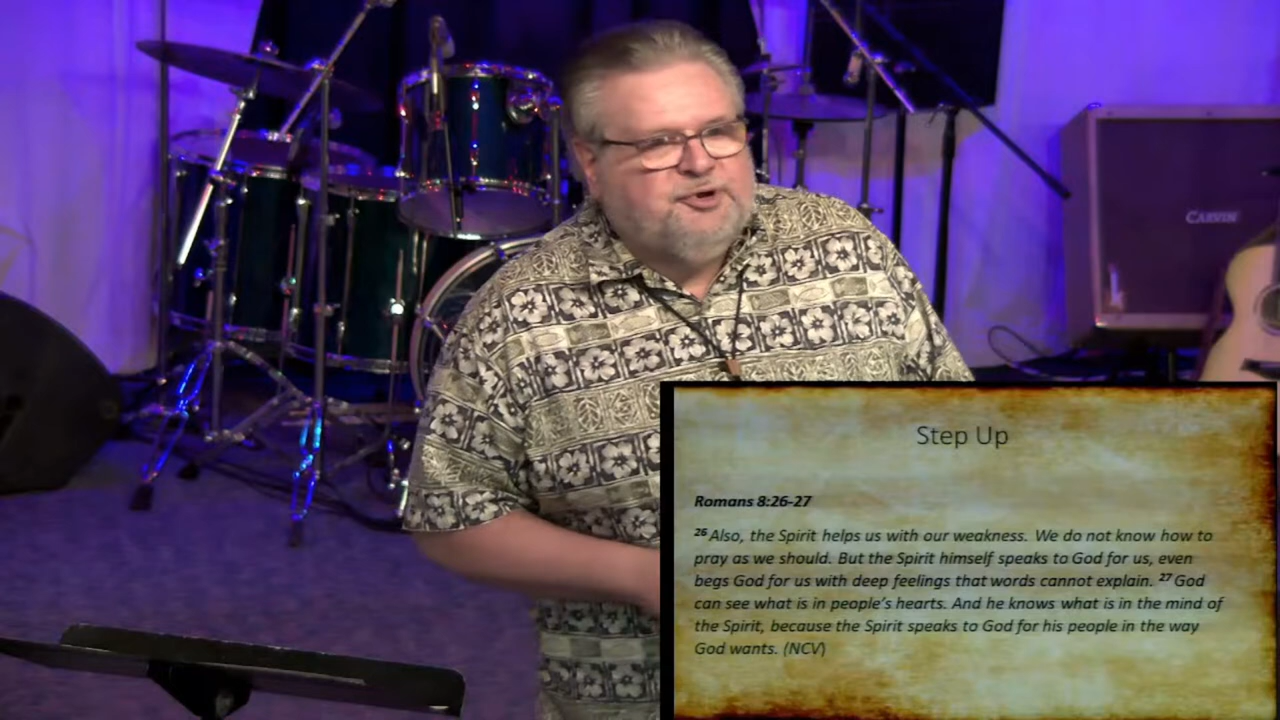 CARVIN
Step Up
Romans 8:26-27
26 Also, the Spirit helps us with our weakness. We do not know how to
pray as we should. But the Spirit himself speaks to God for us, even
begs God for us with deep feelings that words cannot explain. 27 God
can see what is in people's hearts. And he knows what is in the mind of
the Spirit, because the Spirit speaks to God for his people in the way
God wants. (NCV)